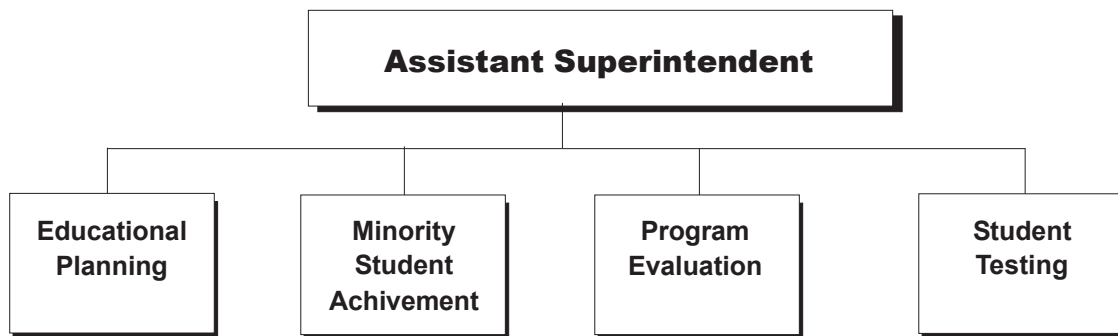 Assistant Superintendent
Educational
Planning
Minority
Student
Achivement
Program
Evaluation
Student
Testing